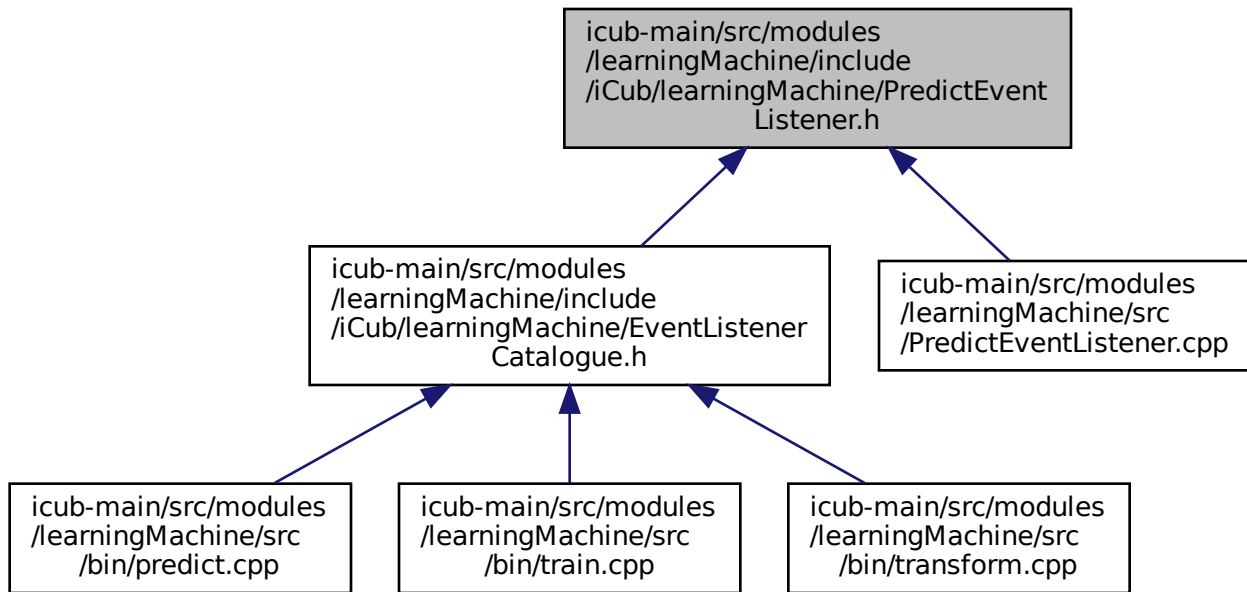 icub-main/src/modules
/learningMachine/include
/iCub/learningMachine/PredictEvent
Listener.h
icub-main/src/modules
/learningMachine/include
/iCub/learningMachine/EventListener
Catalogue.h
icub-main/src/modules
/learningMachine/src
/PredictEventListener.cpp
icub-main/src/modules
/learningMachine/src
/bin/predict.cpp
icub-main/src/modules
/learningMachine/src
/bin/train.cpp
icub-main/src/modules
/learningMachine/src
/bin/transform.cpp